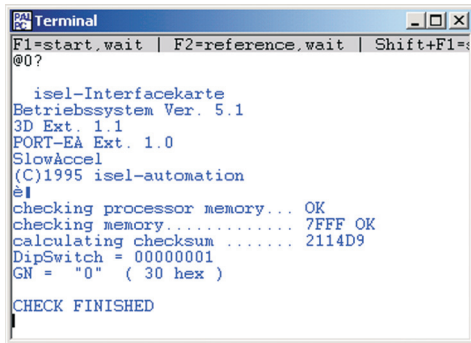 PAL PC Terminal
F1=start,wait | F2=reference,wait | Shift+F1=
@0?
isel-Interfacekarte
Betriebssystem Ver. 5.1
3D Ext. 1.1
PORT-EA Ext. 1.0
SlowAccel
(C)1995 isel-automation
è
checking processor memory... OK
checking memory............. 7FFF OK
calculating checksum ....... 2114D9
DipSwitch = 00000001
GN = "0" ( 30 hex )
CHECK FINISHED